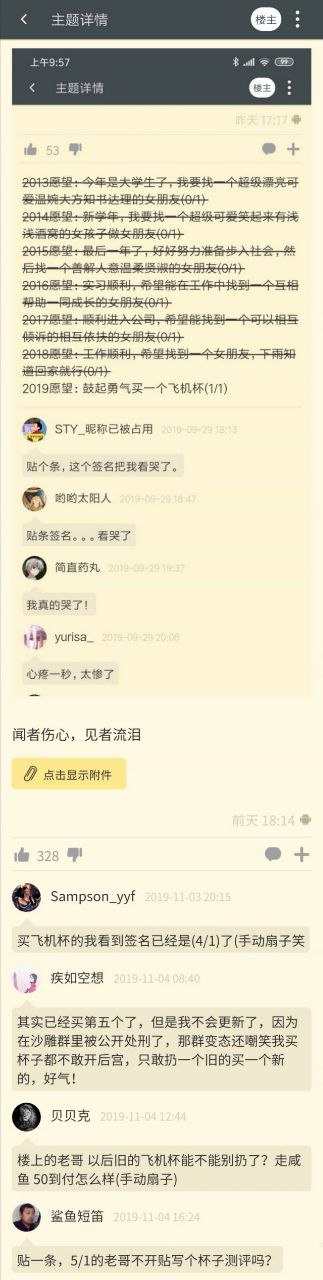 主题详情
楼主
上午9:57
99
主题详情
楼主
昨天 17:17
53
2013愿望:今年是大学生了,我要找一个超级漂亮可
爱温婉大方知书达理的女朋友(0/1)
2014愿望:新学年,我要找一个超级可爱笑起来有浅
浅酒窝的女孩子做女朋友(0/1)
2015愿望:最后一年了,好好努力准备步入社会,然
后找一个善解人意温柔贤淑的女朋友(0/1)
2016愿望:实习顺利,希望能在工作中找到一个互相
帮助一同成长的女朋友(0/1)
2017愿望:顺利进入公司,希望能找到一个可以相互
倾诉的相互依扶的女朋友(0/1)
2018愿望:工作顺利,希望找到一个女朋友,下雨知
道回家就行(0/1)
2019愿望:鼓起勇气买一个飞机杯(1/1)
STY_昵称已被占用 2019-09-29 18:13
贴个条,这个签名把我看哭了。
哟哟太阳人 2019-09-29 18:47
贴条签名。。。看哭了
简直药丸 2019-09-29 19:37
我真的哭了!
yurisa_ 2019-09-29 20:06
心疼一秒,太惨了
闻者伤心,见者流泪
点击显示附件
前天 18:14
328
Sampson_yyf 2019-11-03 20:15
买飞机杯的我看到签名已经是(4/1)了(手动扇子笑
疾如空想 2019-11-04 08:40
其实已经买第五个了,但是我不会更新了,因为
在沙雕群里被公开处刑了,那群变态还嘲笑我买
杯子都不敢开后宫,只敢扔一个旧的买一个新
的,好气!
贝贝克 2019-11-04 12:44
楼上的老哥 以后旧的飞机杯能不能别扔了?走咸
鱼 50到付怎么样(手动扇子)
鲨鱼短笛 2019-11-04 16:24
贴一条,5/1的老哥不开贴写个杯子测评吗?